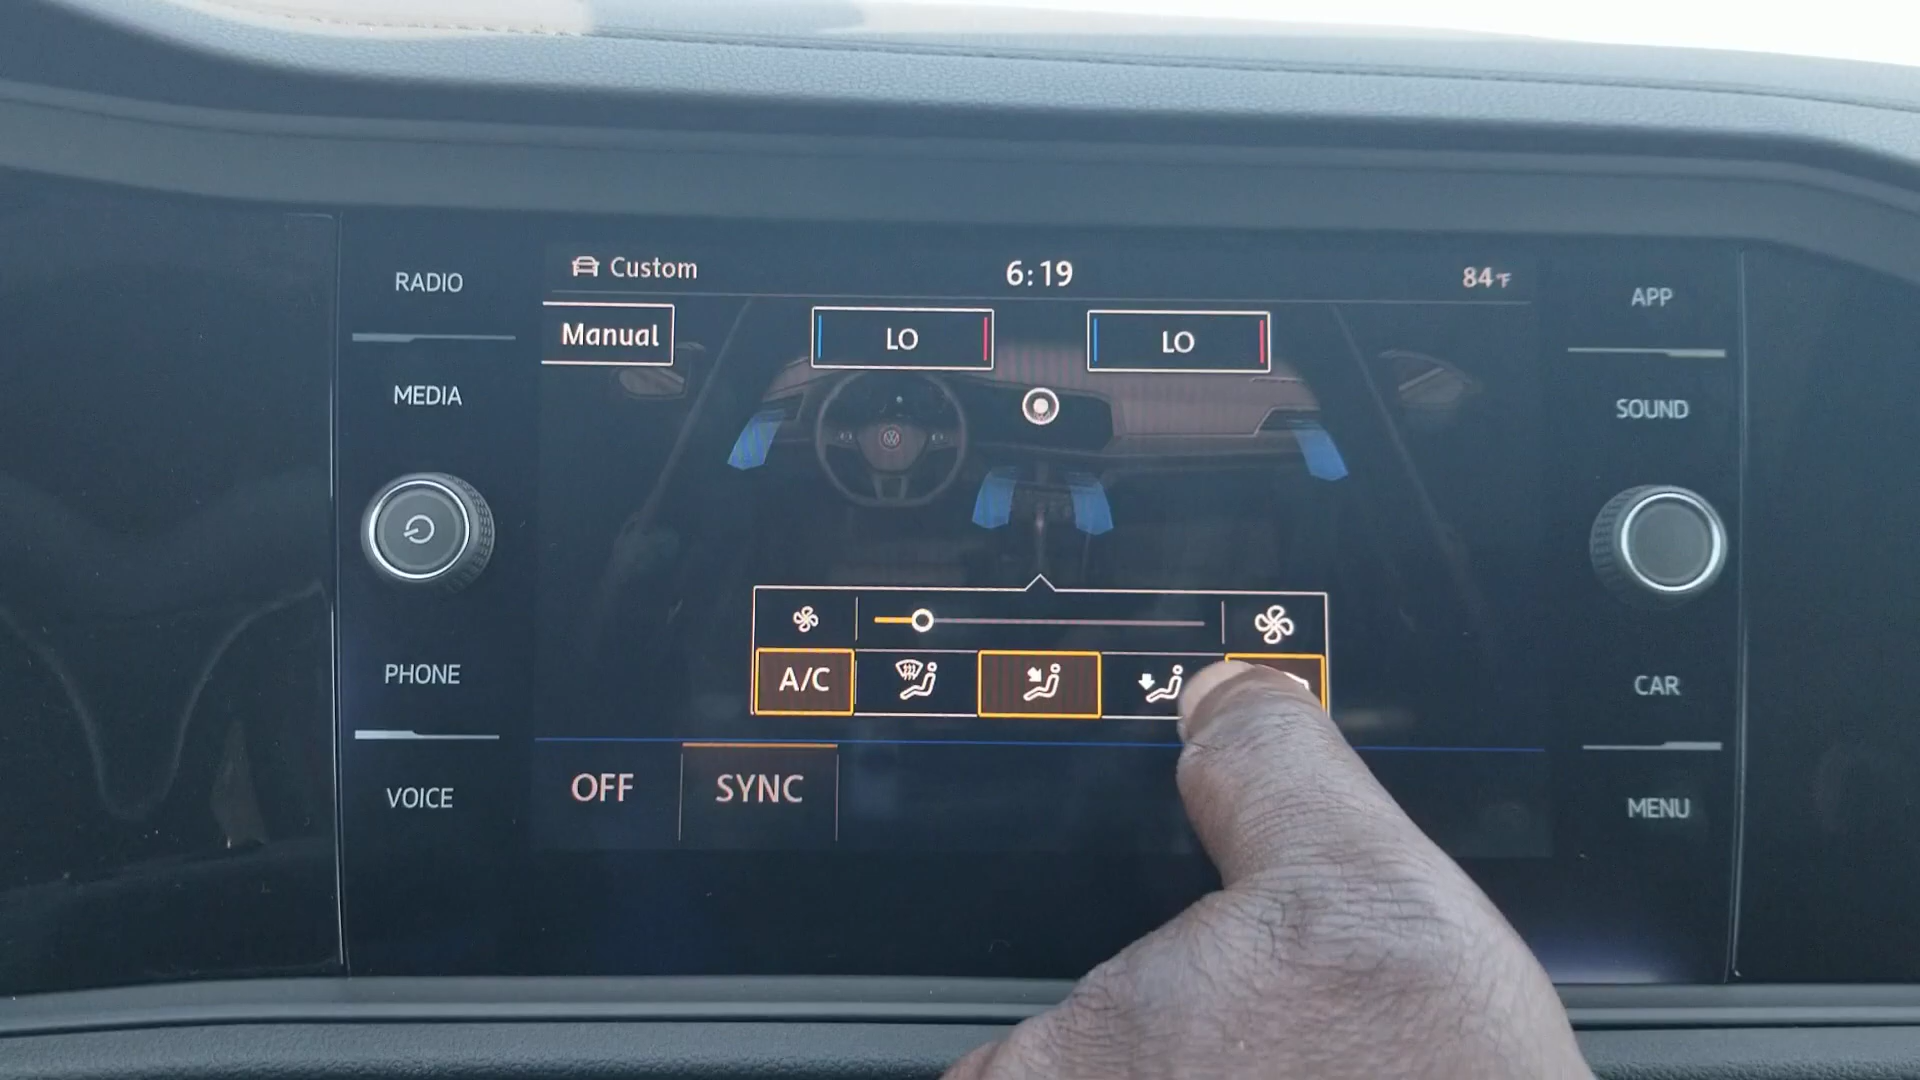 RADIO
MEDIA
PHONE
VOICE
Custom
6:19
84°F
Manual
LO
LO
A/C
OFF
SYNC
APP
SOUND
CAR
MENU